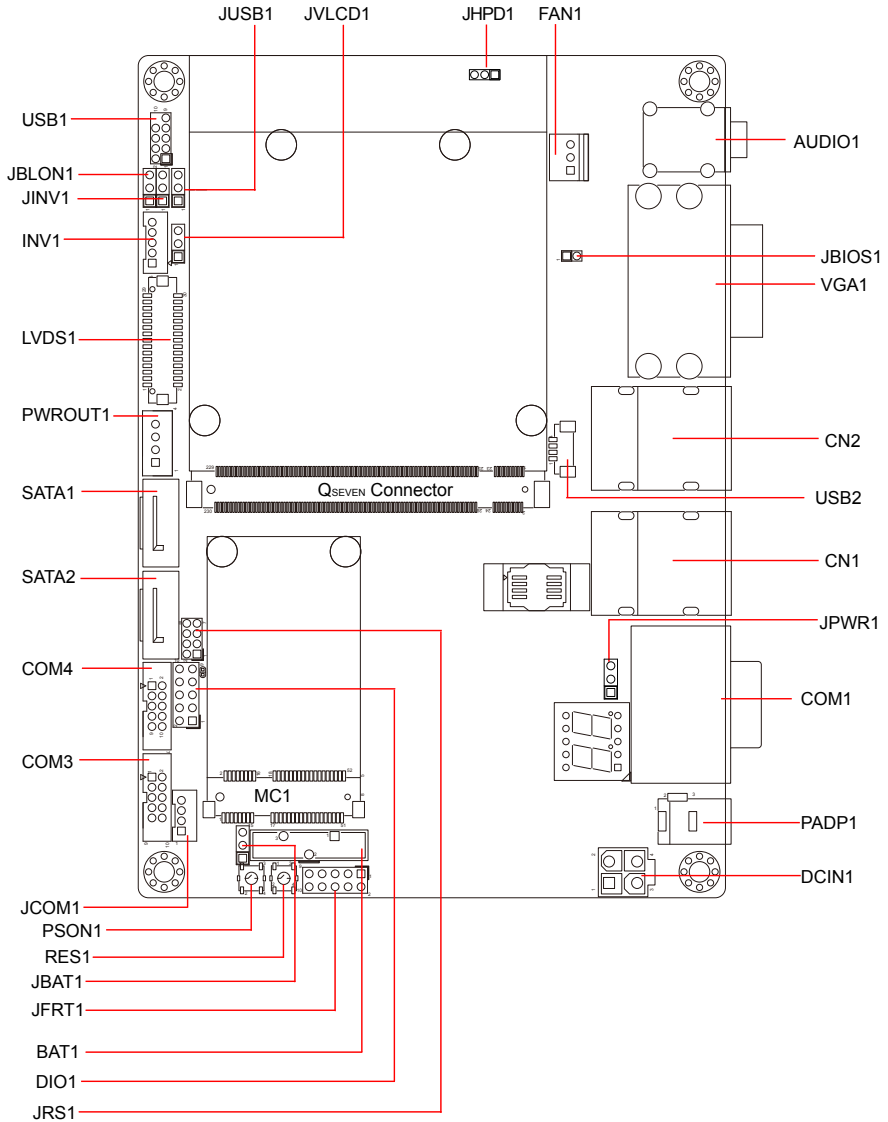 JUSB1 JVLCD1 JHPD1 FAN1
USB1
AUDIO1
JBLON1
JINV1
INV1
JBIOS1
VGA1
LVDS1
PWROUT1
CN2
SATA1
QSEVEN Connector
USB2
CN1
SATA2
JPWR1
COM4
COM1
COM3
MC1
PADP1
DCIN1
JCOM1
PSON1
RES1
JBAT1
JFRT1
BAT1
DIO1
JRS1